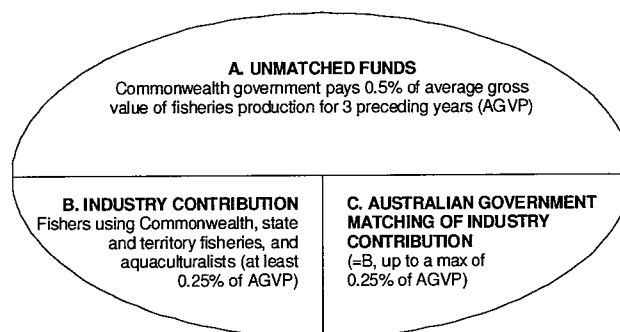 A. UNMATCHED FUNDS
Commonwealth government pays 0.5% of average gross
value of fisheries production for 3 preceding years (AGVP)
B. INDUSTRY CONTRIBUTION
Fishers using Commonwealth, state
and territory fisheries, and
aquaculturalists (at least
0.25% of AGVP)
C. AUSTRALIAN GOVERNMENT
MATCHING OF INDUSTRY
CONTRIBUTION
(=B, up to a max of
0.25% of AGVP)